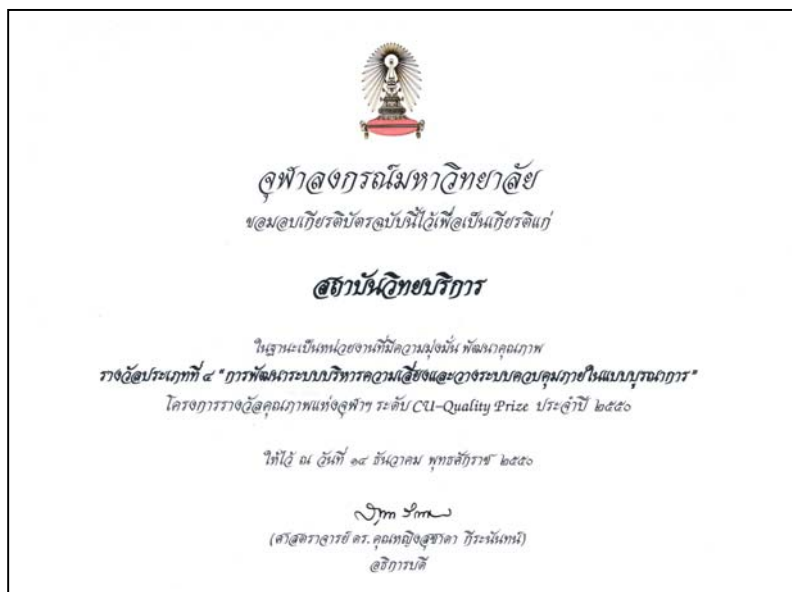 จุฬาลงกรณ์มหาวิทยาลัย
ขอมอบเกียรติบัตรฉบับนี้ไว้เพื่อเป็นเกียรติแก่
สถาบันวิทยบริการ
ในฐานะเป็นหน่วยงานที่มีความมุ่งมั่น พัฒนาคุณภาพ
รางวัลประเภทที่ ๔ "การพัฒนาระบบบริหารความเสี่ยงและวางระบบควบคุมภายในแบบบูรณาการ"
โครงการรางวัลคุณภาพแห่งจุฬาฯ ระดับ CU-Quality Prize ประจำปี ๒๕๕๐
ให้ไว้ ณ วันที่ ๑๔ ธันวาคม พุทธศักราช ๒๕๕๐
(ศาสตราจารย์ ดร. คุณหญิงสุชาดา กีระนันทน์)
อธิการบดี